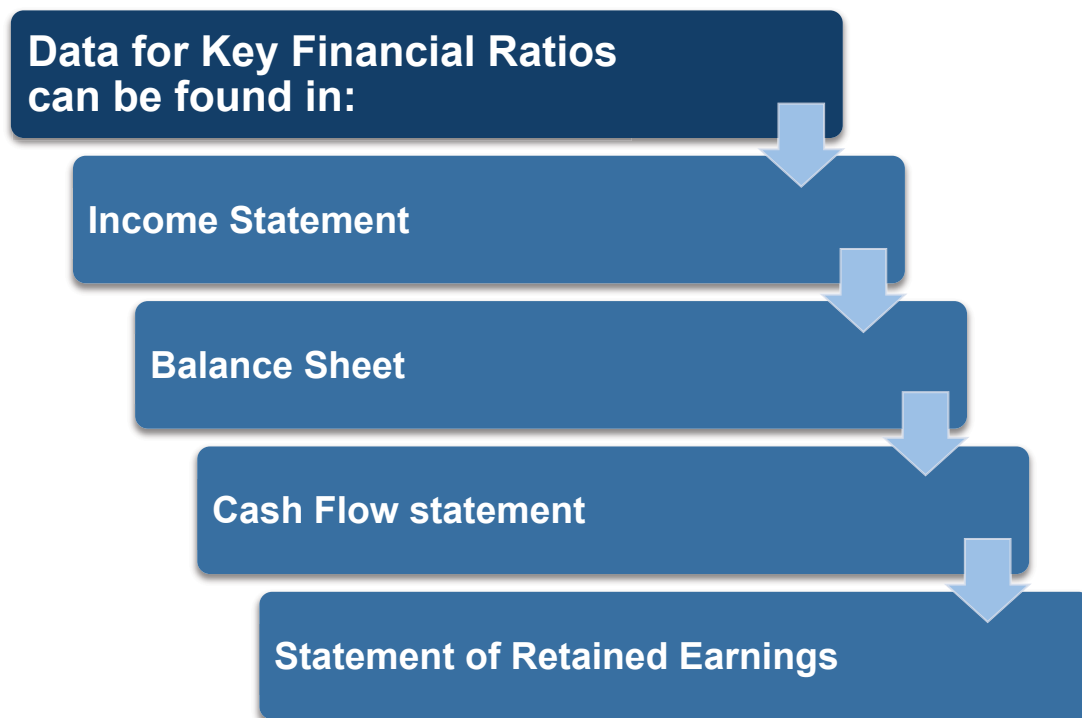 Data for Key Financial Ratios
can be found in:
Income Statement
Balance Sheet
Cash Flow statement
Statement of Retained Earnings